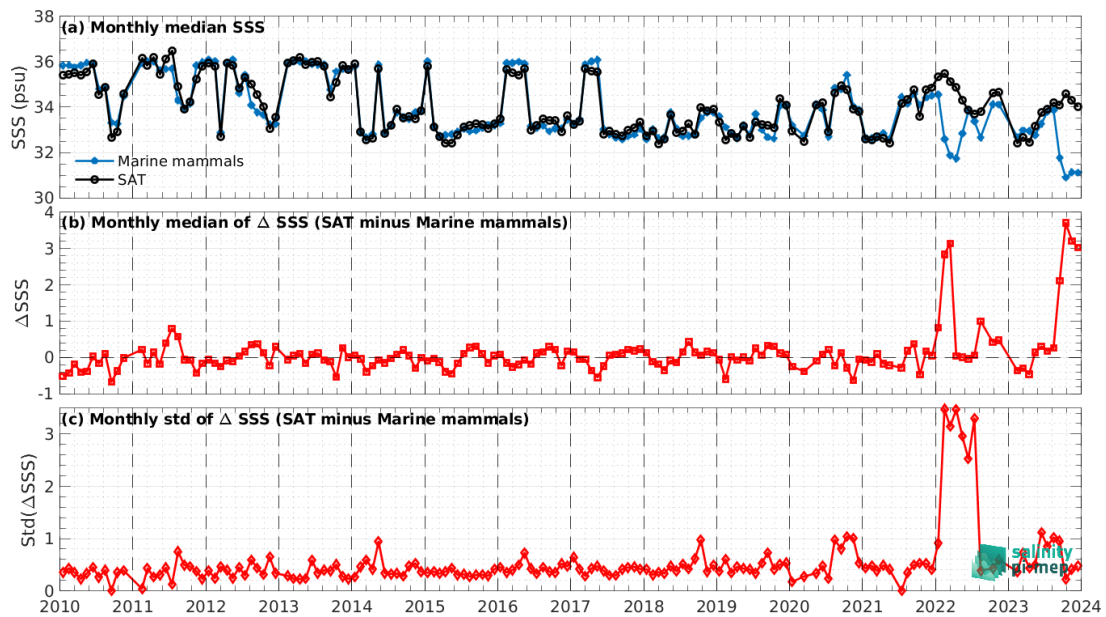 (a) Monthly median SSS
38
36
34
32
30
SSS (psu)
Marine mammals
SAT
(b) Monthly median of Δ SSS (SAT minus Marine mammals)
4
3
2
1
0
-1
ΔSSS
(c) Monthly std of Δ SSS (SAT minus Marine mammals)
3
2
1
0
Std(ΔSSS)
salinity
pi-mep
2010 2011 2012 2013 2014 2015 2016 2017 2018 2019 2020 2021 2022 2023 2024